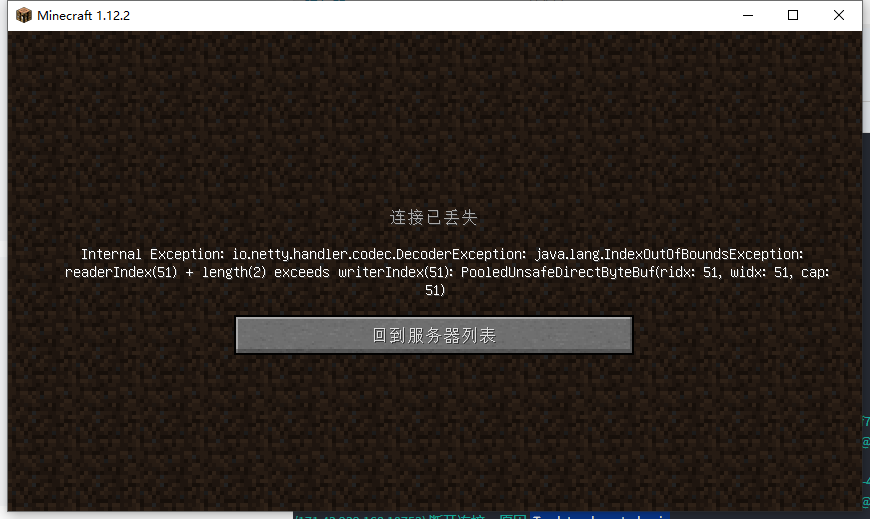 Minecraft 1.12.2
连接已丢失
Internal Exception: io.netty.handler.codec.DecoderException: java.lang.IndexOutOfBoundsException:
readerIndex(51) + length(2) exceeds writerIndex(51): PooledUnsafeDirectByteBuf(ridx: 51, widx: 51, cap:
51)
回到服务器列表